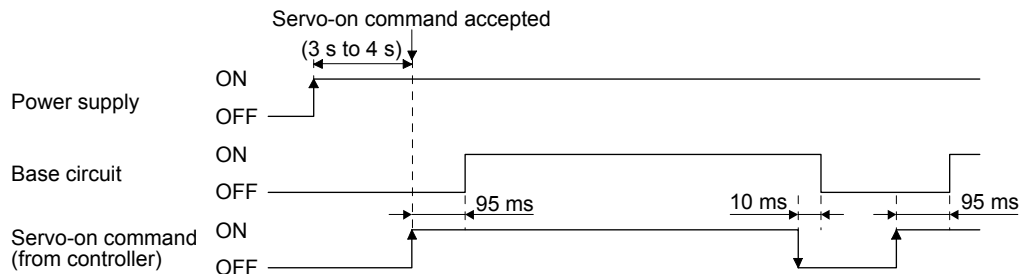 Servo-on command accepted
(3 s to 4 s)
ON
Power supply
OFF
ON
Base circuit
OFF
95 ms
10 ms
95 ms
Servo-on command
(from controller)
ON
OFF